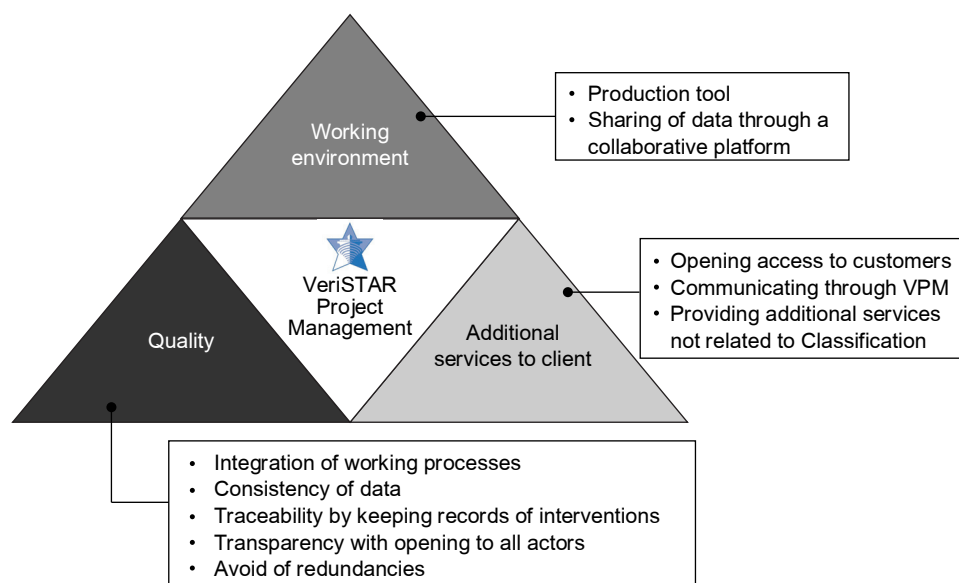 Working
environment
• Production tool
• Sharing of data through a
collaborative platform
VeriSTAR
Project
Management
Quality
Additional
services to client
• Opening access to customers
• Communicating through VPM
• Providing additional services
not related to Classification
• Integration of working processes
• Consistency of data
• Traceability by keeping records of interventions
• Transparency with opening to all actors
• Avoid of redundancies